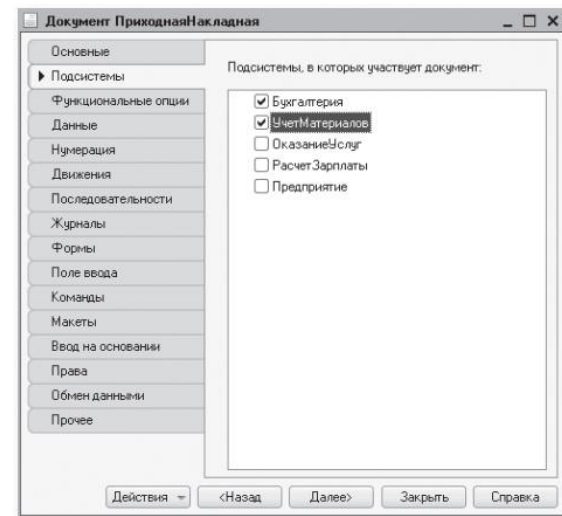 Документ ПриходнаяНакладная
Основные
Подсистемы
Функциональные опции
Данные
Нумерация
Движения
Последовательности
Журналы
Формы
Поле ввода
Команды
Макеты
Ввод на основании
Права
Обмен данными
Прочее
Подсистемы, в которых участвует документ:
Бухгалтерия
УчетМатериалов
ОказаниеУслуг
РасчетЗарплаты
Предприятие
Действия
<Назад
Далее>
Закрыть
Справка